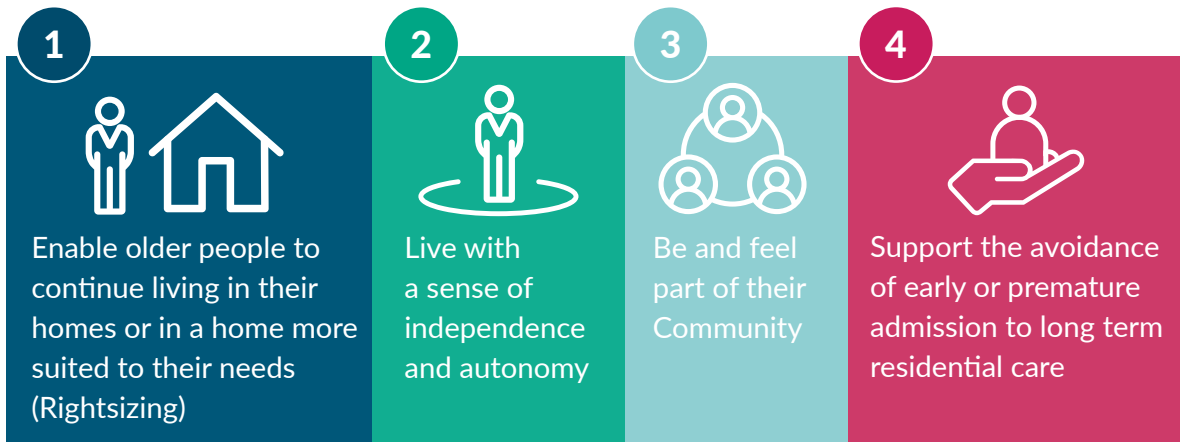 1
Enable older people to
continue living in their
homes or in a home more
suited to their needs
(Rightsizing)
2
Live with
a sense of
independence
and autonomy
3
Be and feel
part of their
Community
4
Support the avoidance
of early or premature
admission to long term
residential care